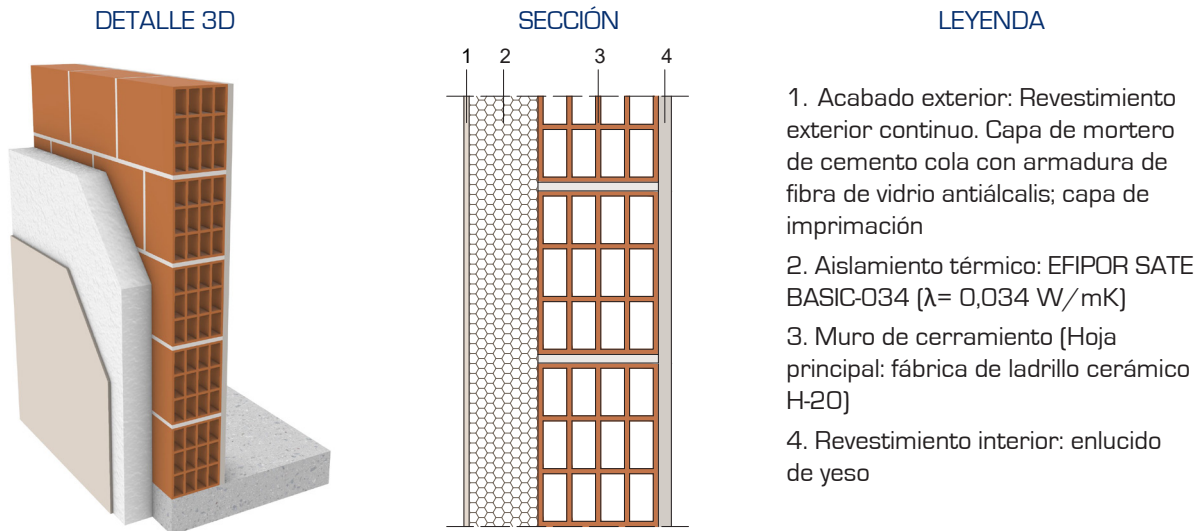 DETALLE 3D
SECCIÓN
LEYENDA
1 2 3 4
1. Acabado exterior: Revestimiento
exterior continuo. Capa de mortero
de cemento cola con armadura de
fibra de vidrio antiálcalis; capa de
imprimación
2. Aislamiento térmico: EFIPOR SATE
BASIC-034 (λ= 0,034 W/mK)
3. Muro de cerramiento (Hoja
principal: fábrica de ladrillo cerámico
H-20)
4. Revestimiento interior: enlucido
de yeso